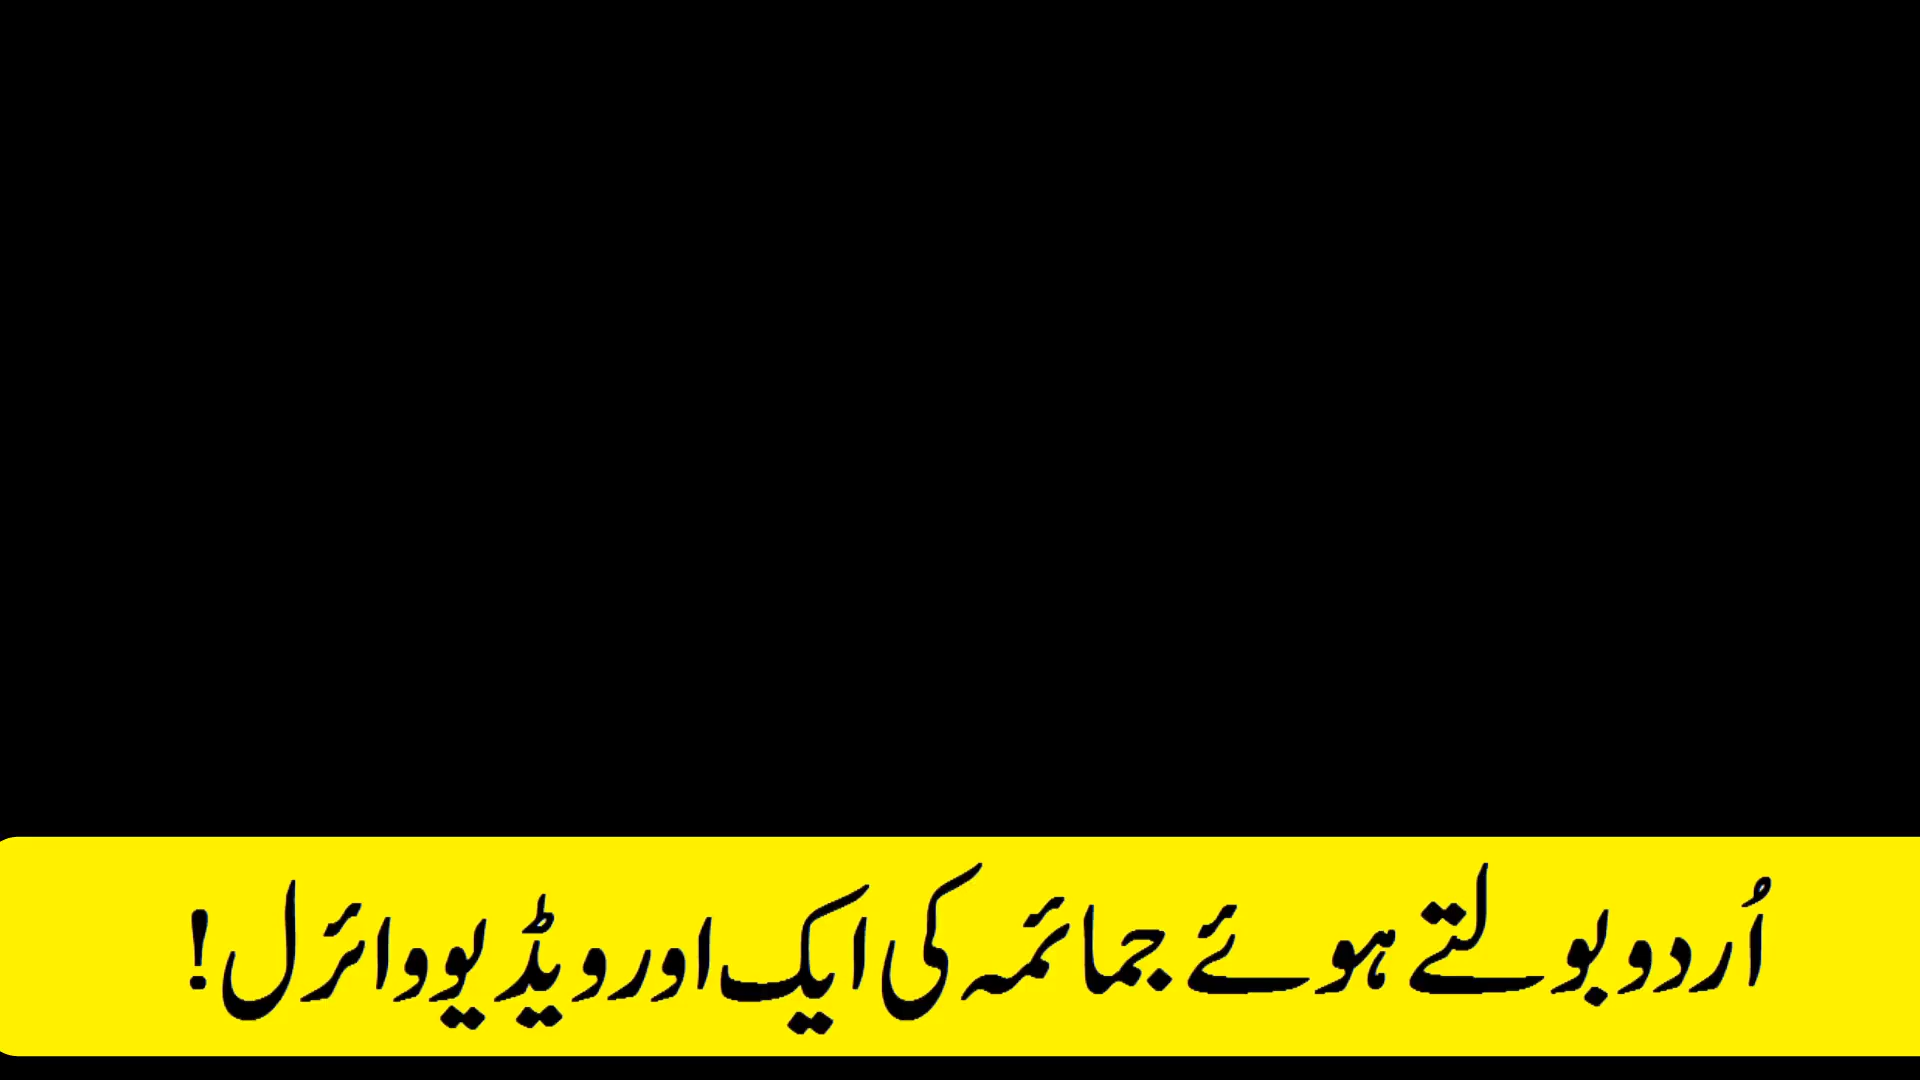 اُردو بولتے ہوئے جمائمہ کی ایک اور ویڈیو وائرل!